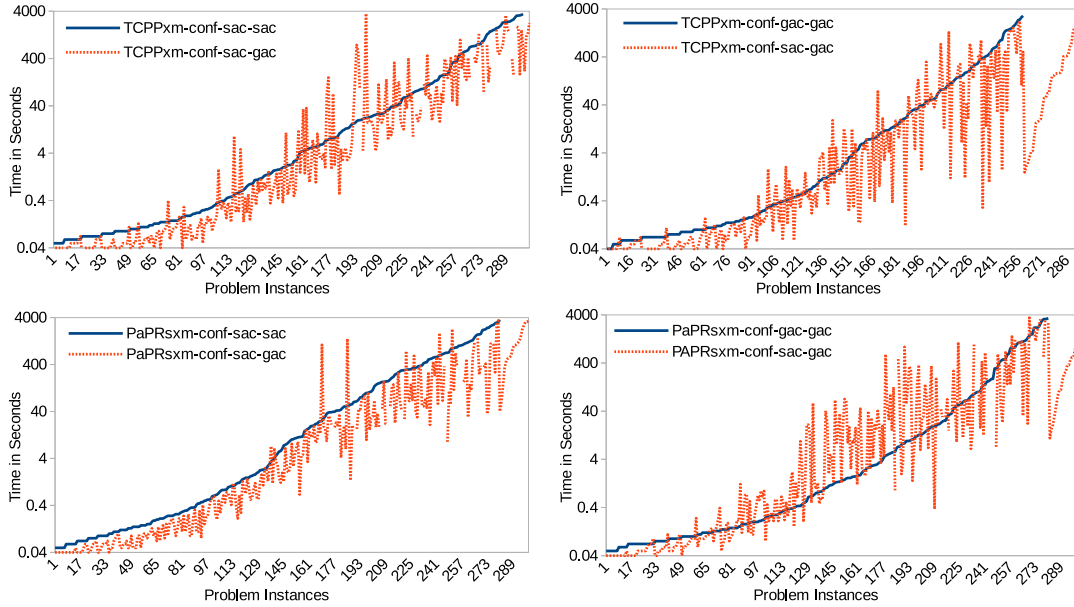 4000
400
40
4
0.4
0.04
Time in Seconds
TCPPxm-conf-sac-sac
TCPPxm-conf-sac-gac
1 17 33 49 65 81 97 113 129 145 161 177 193 209 225 241 257 273 289
Problem Instances
4000
400
40
4
0.4
0.04
Time in Seconds
TCPPxm-conf-gac-gac
TCPPxm-conf-sac-gac
1 16 31 46 61 76 91 106 121 136 151 166 181 196 211 226 241 256 271 286
Problem Instances
4000
400
40
4
0.4
0.04
Time in Seconds
PaPRsxm-conf-sac-sac
PaPRsxm-conf-sac-gac
1 17 33 49 65 81 97 113 129 145 161 177 193 209 225 241 257 273 289
Problem Instances
4000
400
40
4
0.4
0.04
Time in Seconds
PaPRsxm-conf-gac-gac
PAPRsxm-conf-sac-gac
1 17 33 49 65 81 97 113 129 145 161 177 193 209 225 241 257 273 289
Problem Instances